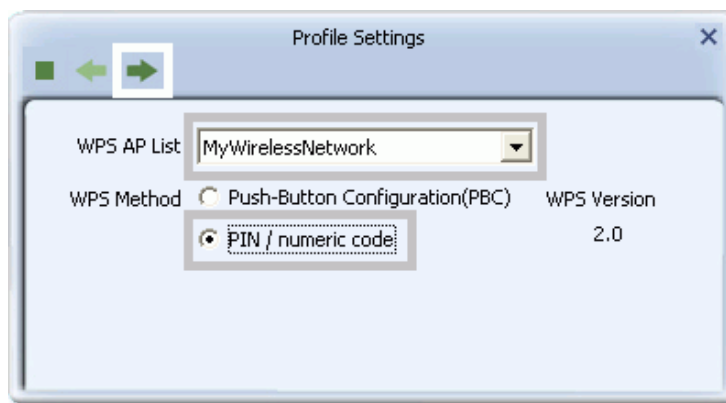 Profile Settings
WPS AP List MyWirelessNetwork
WPS Method Push-Button Configuration(PBC) WPS Version
PIN / numeric code 2.0